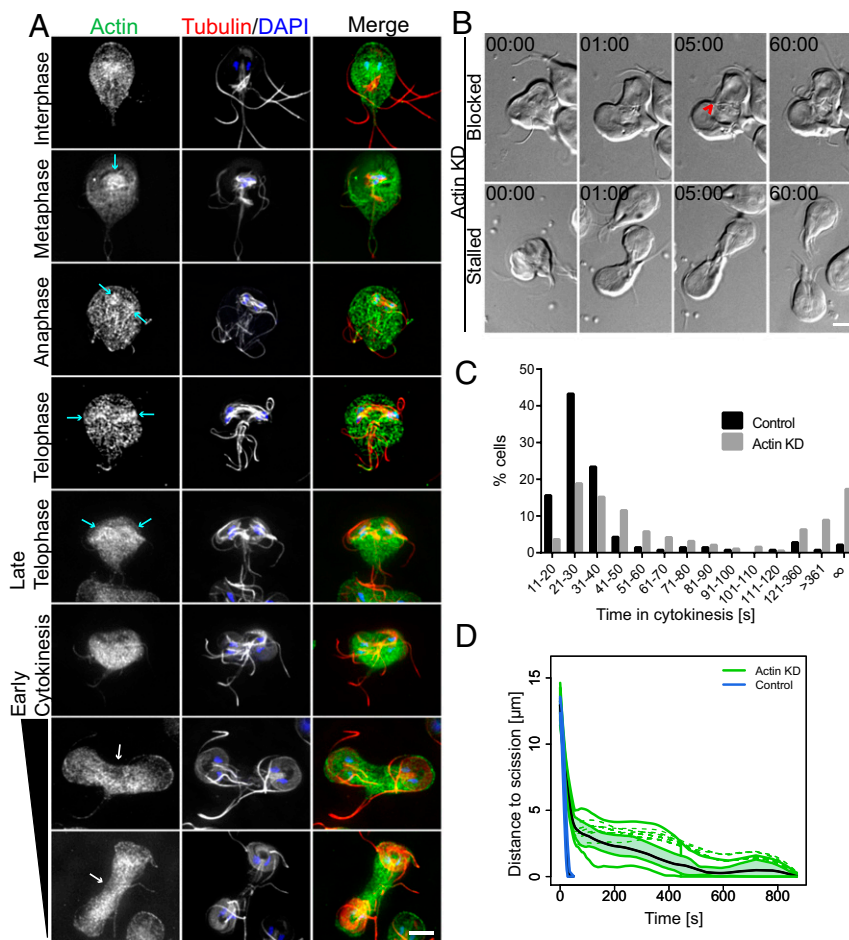 A
Actin
Tubulin/DAPI
Merge
Interphase
Metaphase
Anaphase
Telophase
Late
Telophase
Early
Cytokinesis
B
Actin KD
Blocked
00:00
01:00
05:00
60:00
Stalled
00:00
01:00
05:00
60:00
C
% cells
50
40
30
20
10
0
Control
Actin KD
11-20
21-30
31-40
41-50
51-60
61-70
71-80
81-90
91-100
101-110
111-120
121-360
>361
∞
Time in cytokinesis [s]
D
Distance to scission [µm]
15
10
5
0
Actin KD
Control
0
200
400
600
800
Time [s]